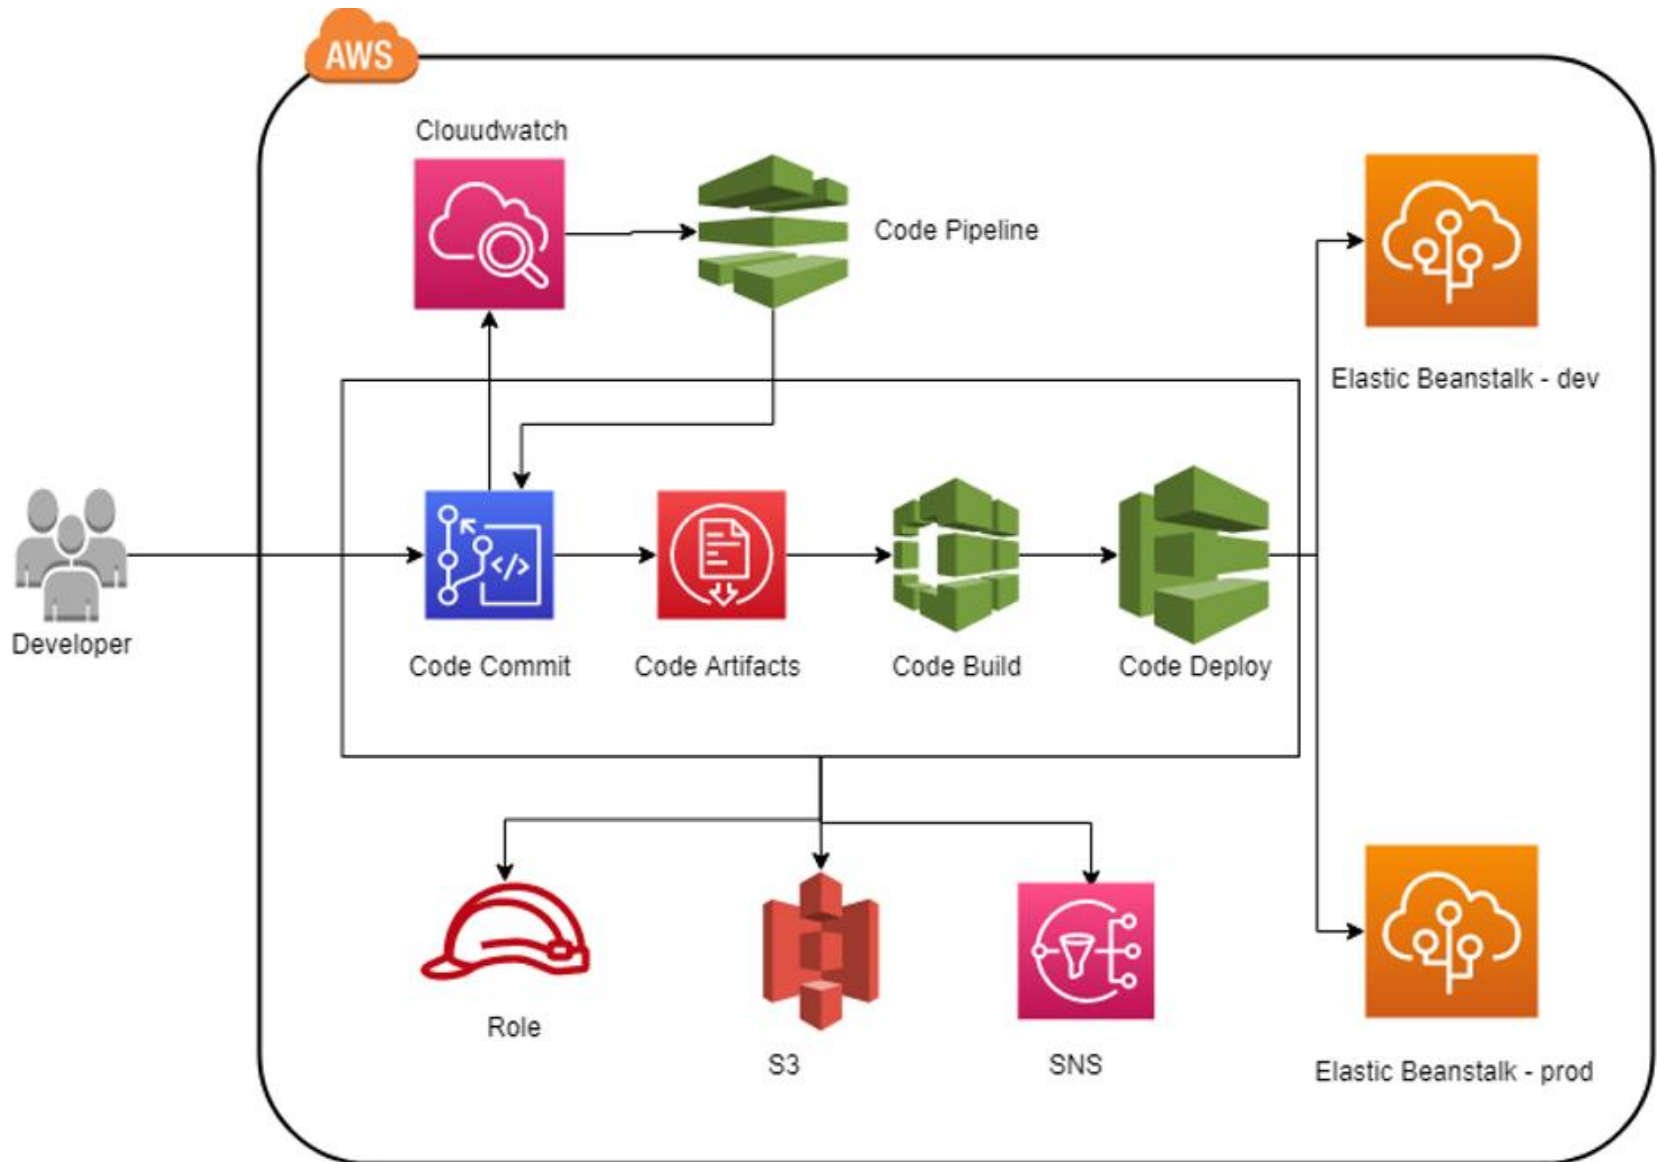 AWS
Clouudwatch
Code Pipeline
Elastic Beanstalk - dev
Developer
Code Commit
Code Artifacts
Code Build
Code Deploy
Role
S3
SNS
Elastic Beanstalk - prod